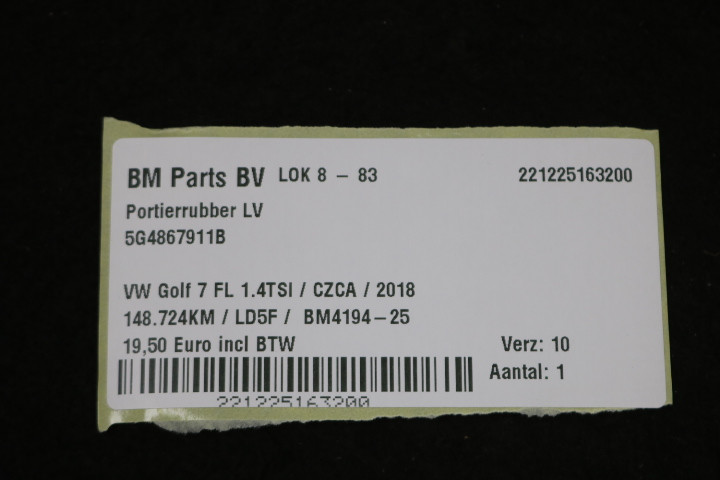 BM Parts BV LOK 8 - 83 221225163200
Portierrubber LV
5G4867911B
VW Golf 7 FL 1.4TSI / CZCA / 2018
148.724KM / LD5F / BM4194-25
19,50 Euro incl BTW Verz: 10
Aantal: 1
221225163200